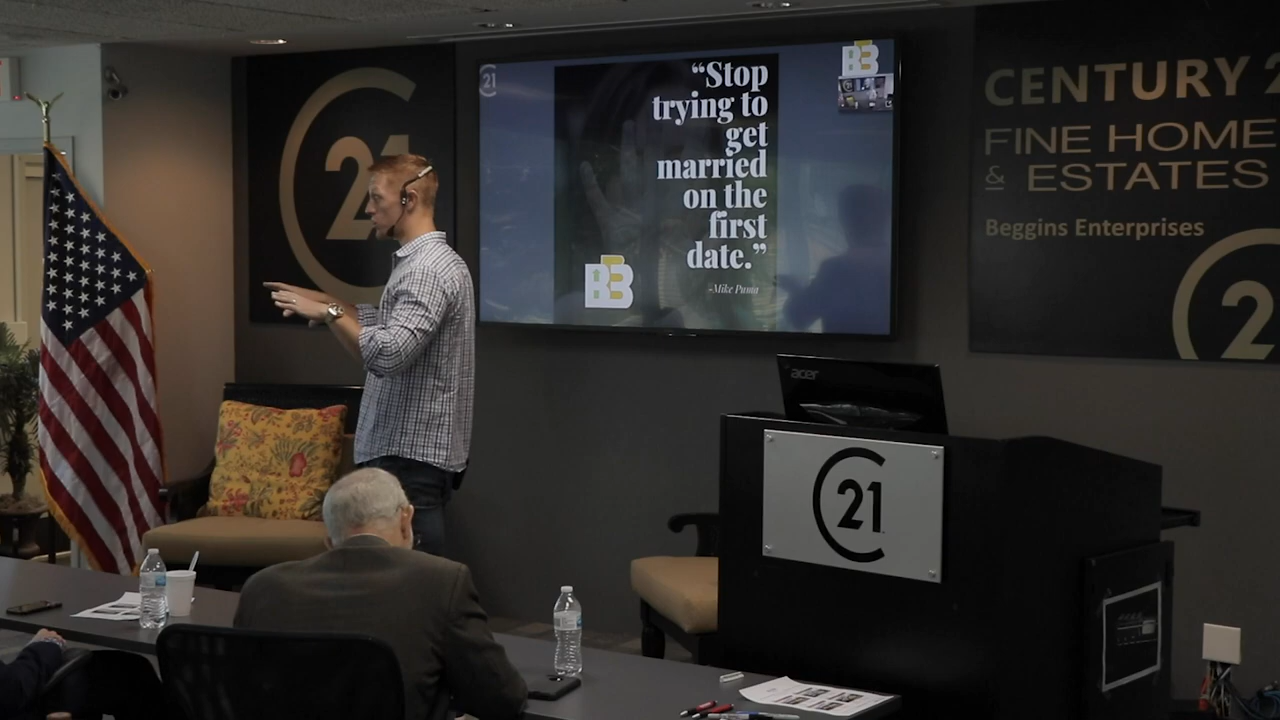 21
21
"Stop
trying to
get
married
on the
first
date."
-Mike Puma
BEB
CENTURY 2
FINE HOME
& ESTATES
Beggins Enterprises
2
acer
21